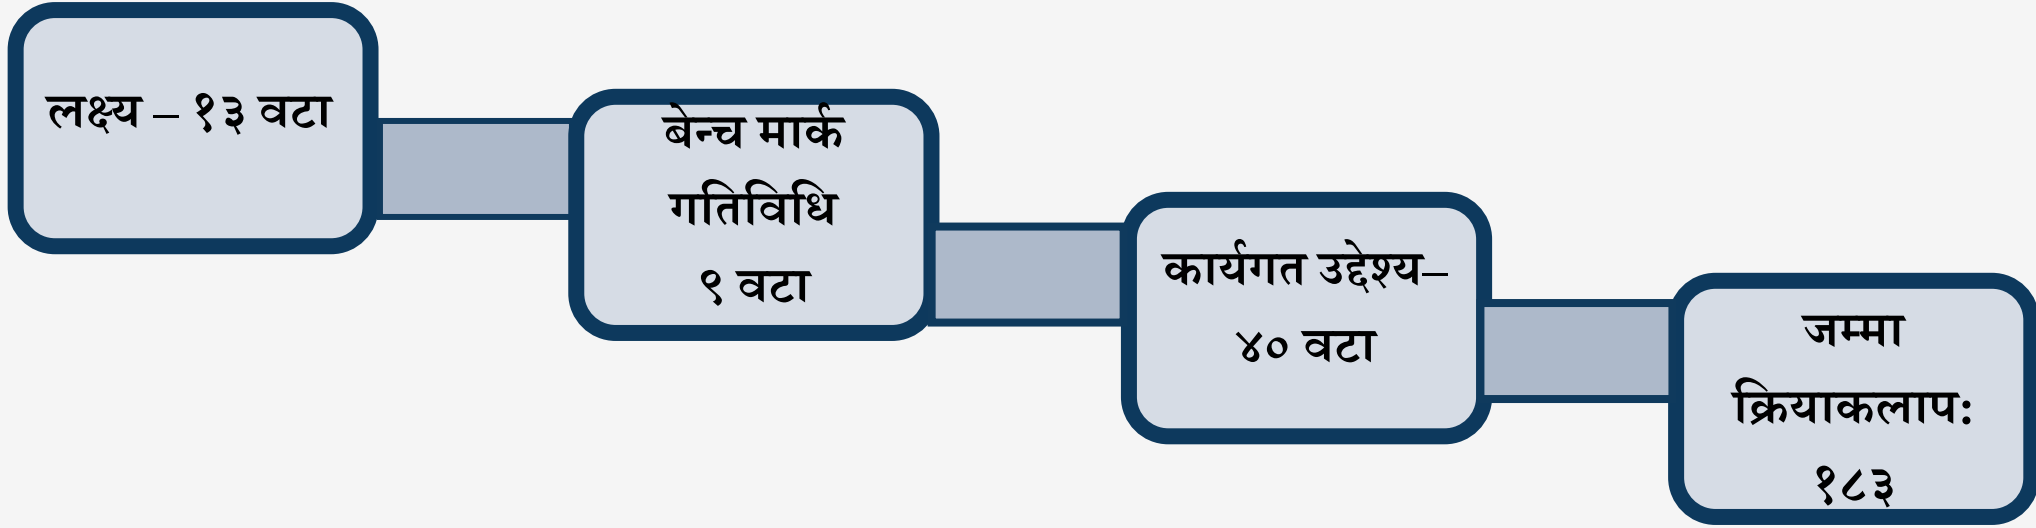 लक्ष्य – १३ वटा
बेन्च मार्क
गतिविधि
९ वटा
कार्यगत उद्देश्य–
४० वटा
जम्मा
क्रियाकलाप:
१८३